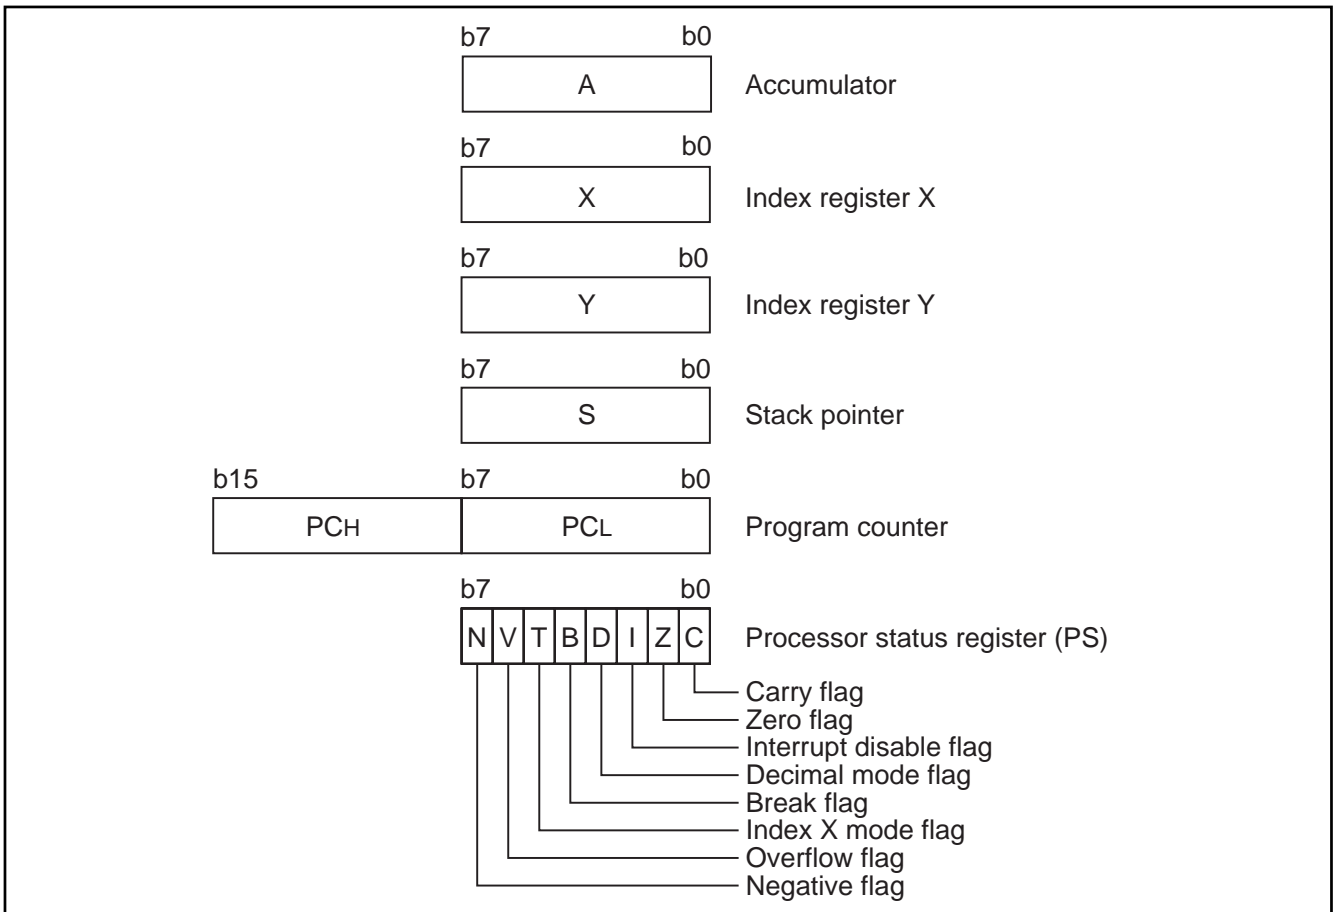 b7 b0
A Accumulator
b7 b0
X Index register X
b7 b0
Y Index register Y
b7 b0
S Stack pointer
b15 b7 b0
PCH PCL Program counter
b7 b0
N V T B D I Z C Processor status register (PS)
Carry flag
Zero flag
Interrupt disable flag
Decimal mode flag
Break flag
Index X mode flag
Overflow flag
Negative flag